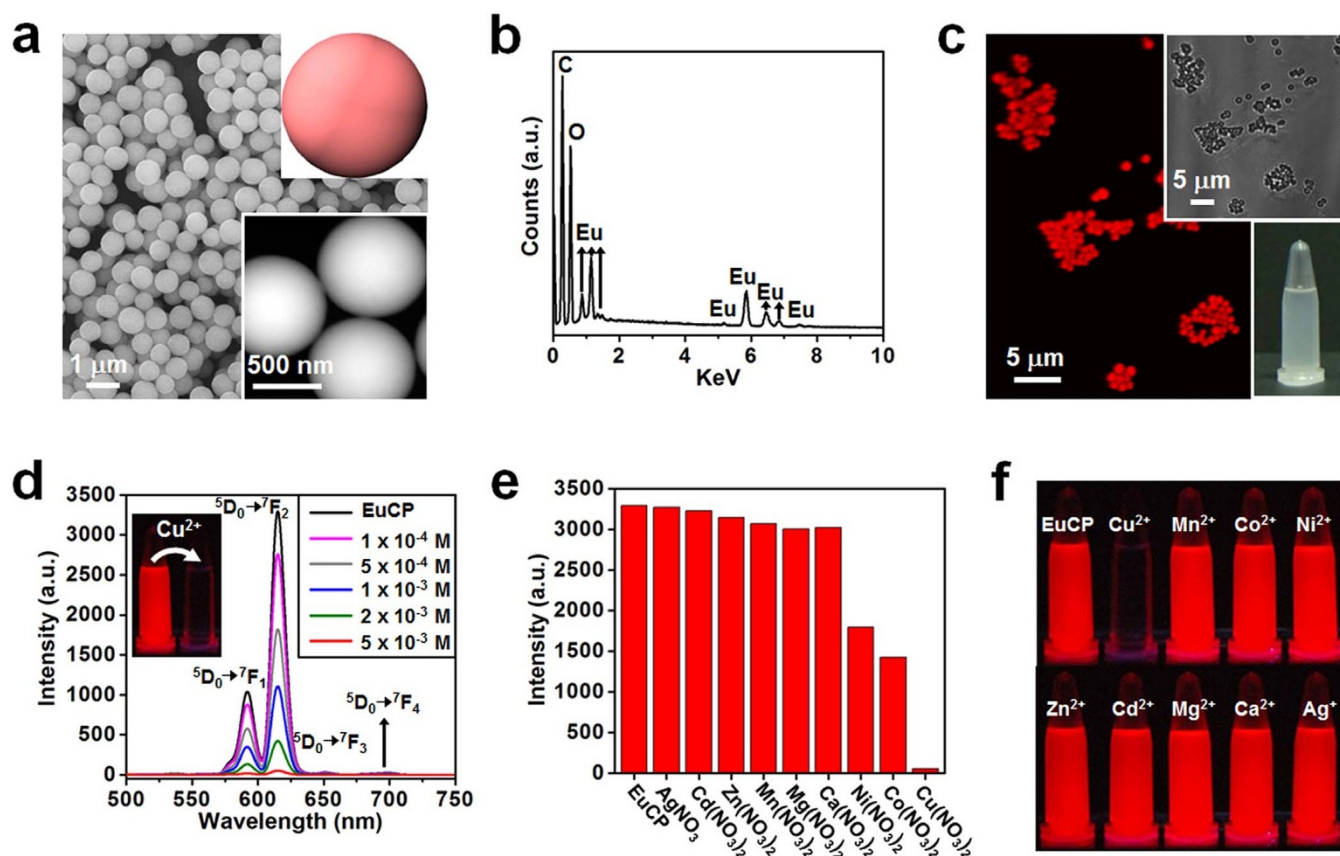 a
1 µm
500 nm
b
Counts (a.u.)
C
O
Eu
Eu
Eu
Eu
Eu
0 2 4 6 8 10
KeV
c
5 µm
5 µm
d
Intensity (a.u.)
3500
3000
2500
2000
1500
1000
500
0
Cu²⁺
⁵D₀→⁷F₂
⁵D₀→⁷F₁
⁵D₀→⁷F₃
⁵D₀→⁷F₄
EuCP
1 x 10⁻⁴ M
5 x 10⁻⁴ M
1 x 10⁻³ M
2 x 10⁻³ M
5 x 10⁻³ M
500 550 600 650 700 750
Wavelength (nm)
e
Intensity (a.u.)
3500
3000
2500
2000
1500
1000
500
0
EuCP
AgNO₃
Cd(NO₃)₂
Zn(NO₃)₂
Mn(NO₃)₂
Mg(NO₃)₂
Ca(NO₃)₂
Ni(NO₃)₂
Co(NO₃)₂
Cu(NO₃)₂
f
EuCP Cu²⁺ Mn²⁺ Co²⁺ Ni²⁺
Zn²⁺ Cd²⁺ Mg²⁺ Ca²⁺ Ag⁺